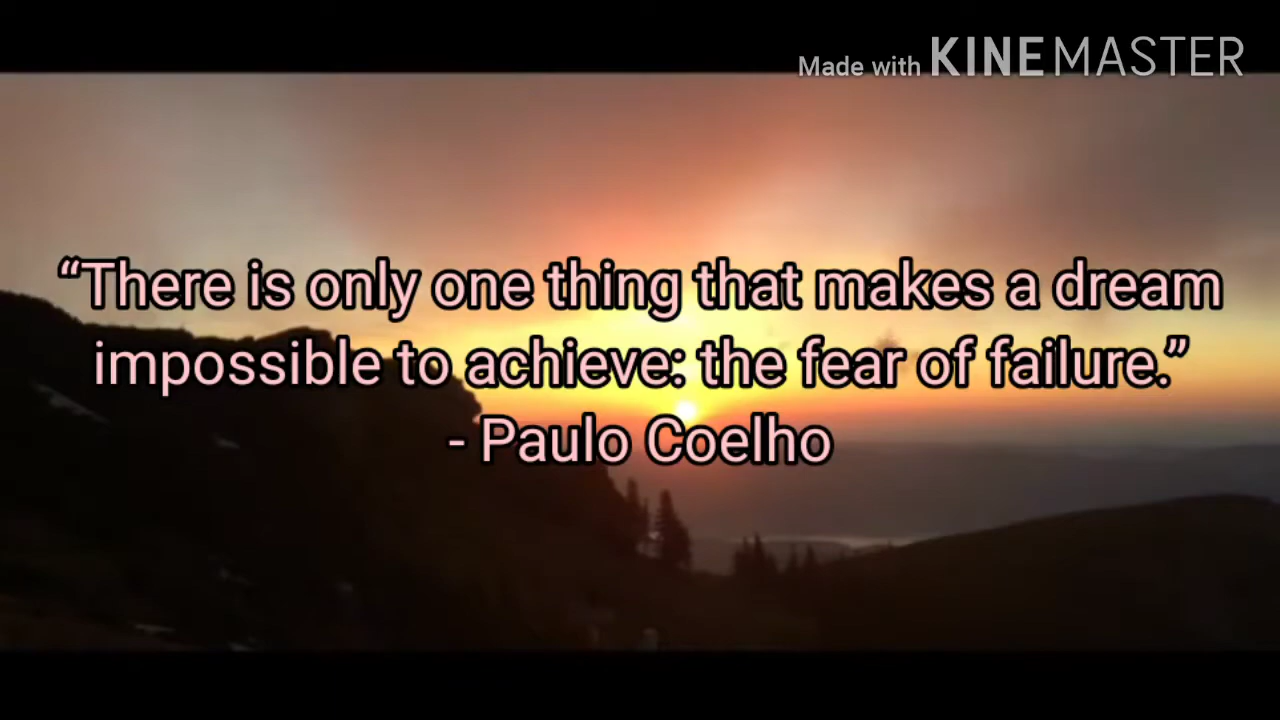 Made with KINEMASTER
“There is only one thing that makes a dream
impossible to achieve: the fear of failure.”
- Paulo Coelho